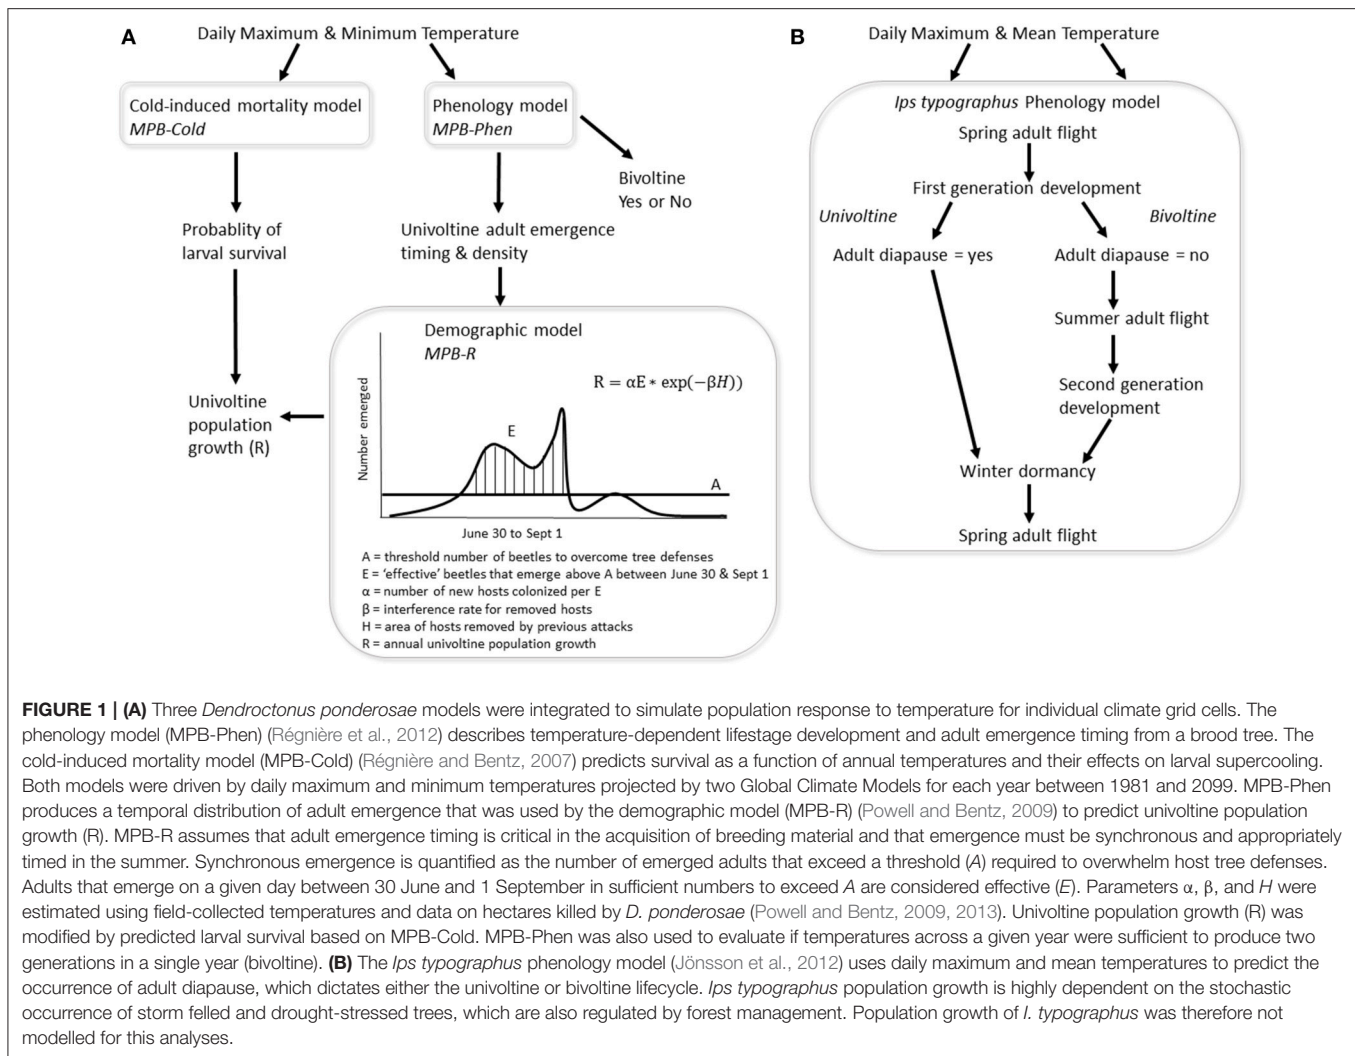 A
Daily Maximum & Minimum Temperature
Cold-induced mortality model
MPB-Cold
Phenology model
MPB-Phen
Bivoltine
Yes or No
Probablity of
larval survival
Univoltine adult emergence
timing & density
Demographic model
MPB-R
R = αE * exp(−βH))
Number emerged
E
A
June 30 to Sept 1
A = threshold number of beetles to overcome tree defenses
E = 'effective' beetles that emerge above A between June 30 & Sept 1
α = number of new hosts colonized per E
β = interference rate for removed hosts
H = area of hosts removed by previous attacks
R = annual univoltine population growth
Univoltine
population
growth (R)
B
Daily Maximum & Mean Temperature
Ips typographus Phenology model
Spring adult flight
First generation development
Univoltine
Bivoltine
Adult diapause = yes
Adult diapause = no
Summer adult flight
Second generation
development
Winter dormancy
Spring adult flight
FIGURE 1 | (A) Three Dendroctonus ponderosae models were integrated to simulate population response to temperature for individual climate grid cells. The
phenology model (MPB-Phen) (Régnière et al., 2012) describes temperature-dependent lifestage development and adult emergence timing from a brood tree. The
cold-induced mortality model (MPB-Cold) (Régnière and Bentz, 2007) predicts survival as a function of annual temperatures and their effects on larval supercooling.
Both models were driven by daily maximum and minimum temperatures projected by two Global Climate Models for each year between 1981 and 2099. MPB-Phen
produces a temporal distribution of adult emergence that was used by the demographic model (MPB-R) (Powell and Bentz, 2009) to predict univoltine population
growth (R). MPB-R assumes that adult emergence timing is critical in the acquisition of breeding material and that emergence must be synchronous and appropriately
timed in the summer. Synchronous emergence is quantified as the number of emerged adults that exceed a threshold (A) required to overwhelm host tree defenses.
Adults that emerge on a given day between 30 June and 1 September in sufficient numbers to exceed A are considered effective (E). Parameters α, β, and H were
estimated using field-collected temperatures and data on hectares killed by D. ponderosae (Powell and Bentz, 2009, 2013). Univoltine population growth (R) was
modified by predicted larval survival based on MPB-Cold. MPB-Phen was also used to evaluate if temperatures across a given year were sufficient to produce two
generations in a single year (bivoltine). (B) The Ips typographus phenology model (Jönsson et al., 2012) uses daily maximum and mean temperatures to predict the
occurrence of adult diapause, which dictates either the univoltine or bivoltine lifecycle. Ips typographus population growth is highly dependent on the stochastic
occurrence of storm felled and drought-stressed trees, which are also regulated by forest management. Population growth of I. typographus was therefore not
modelled for this analyses.